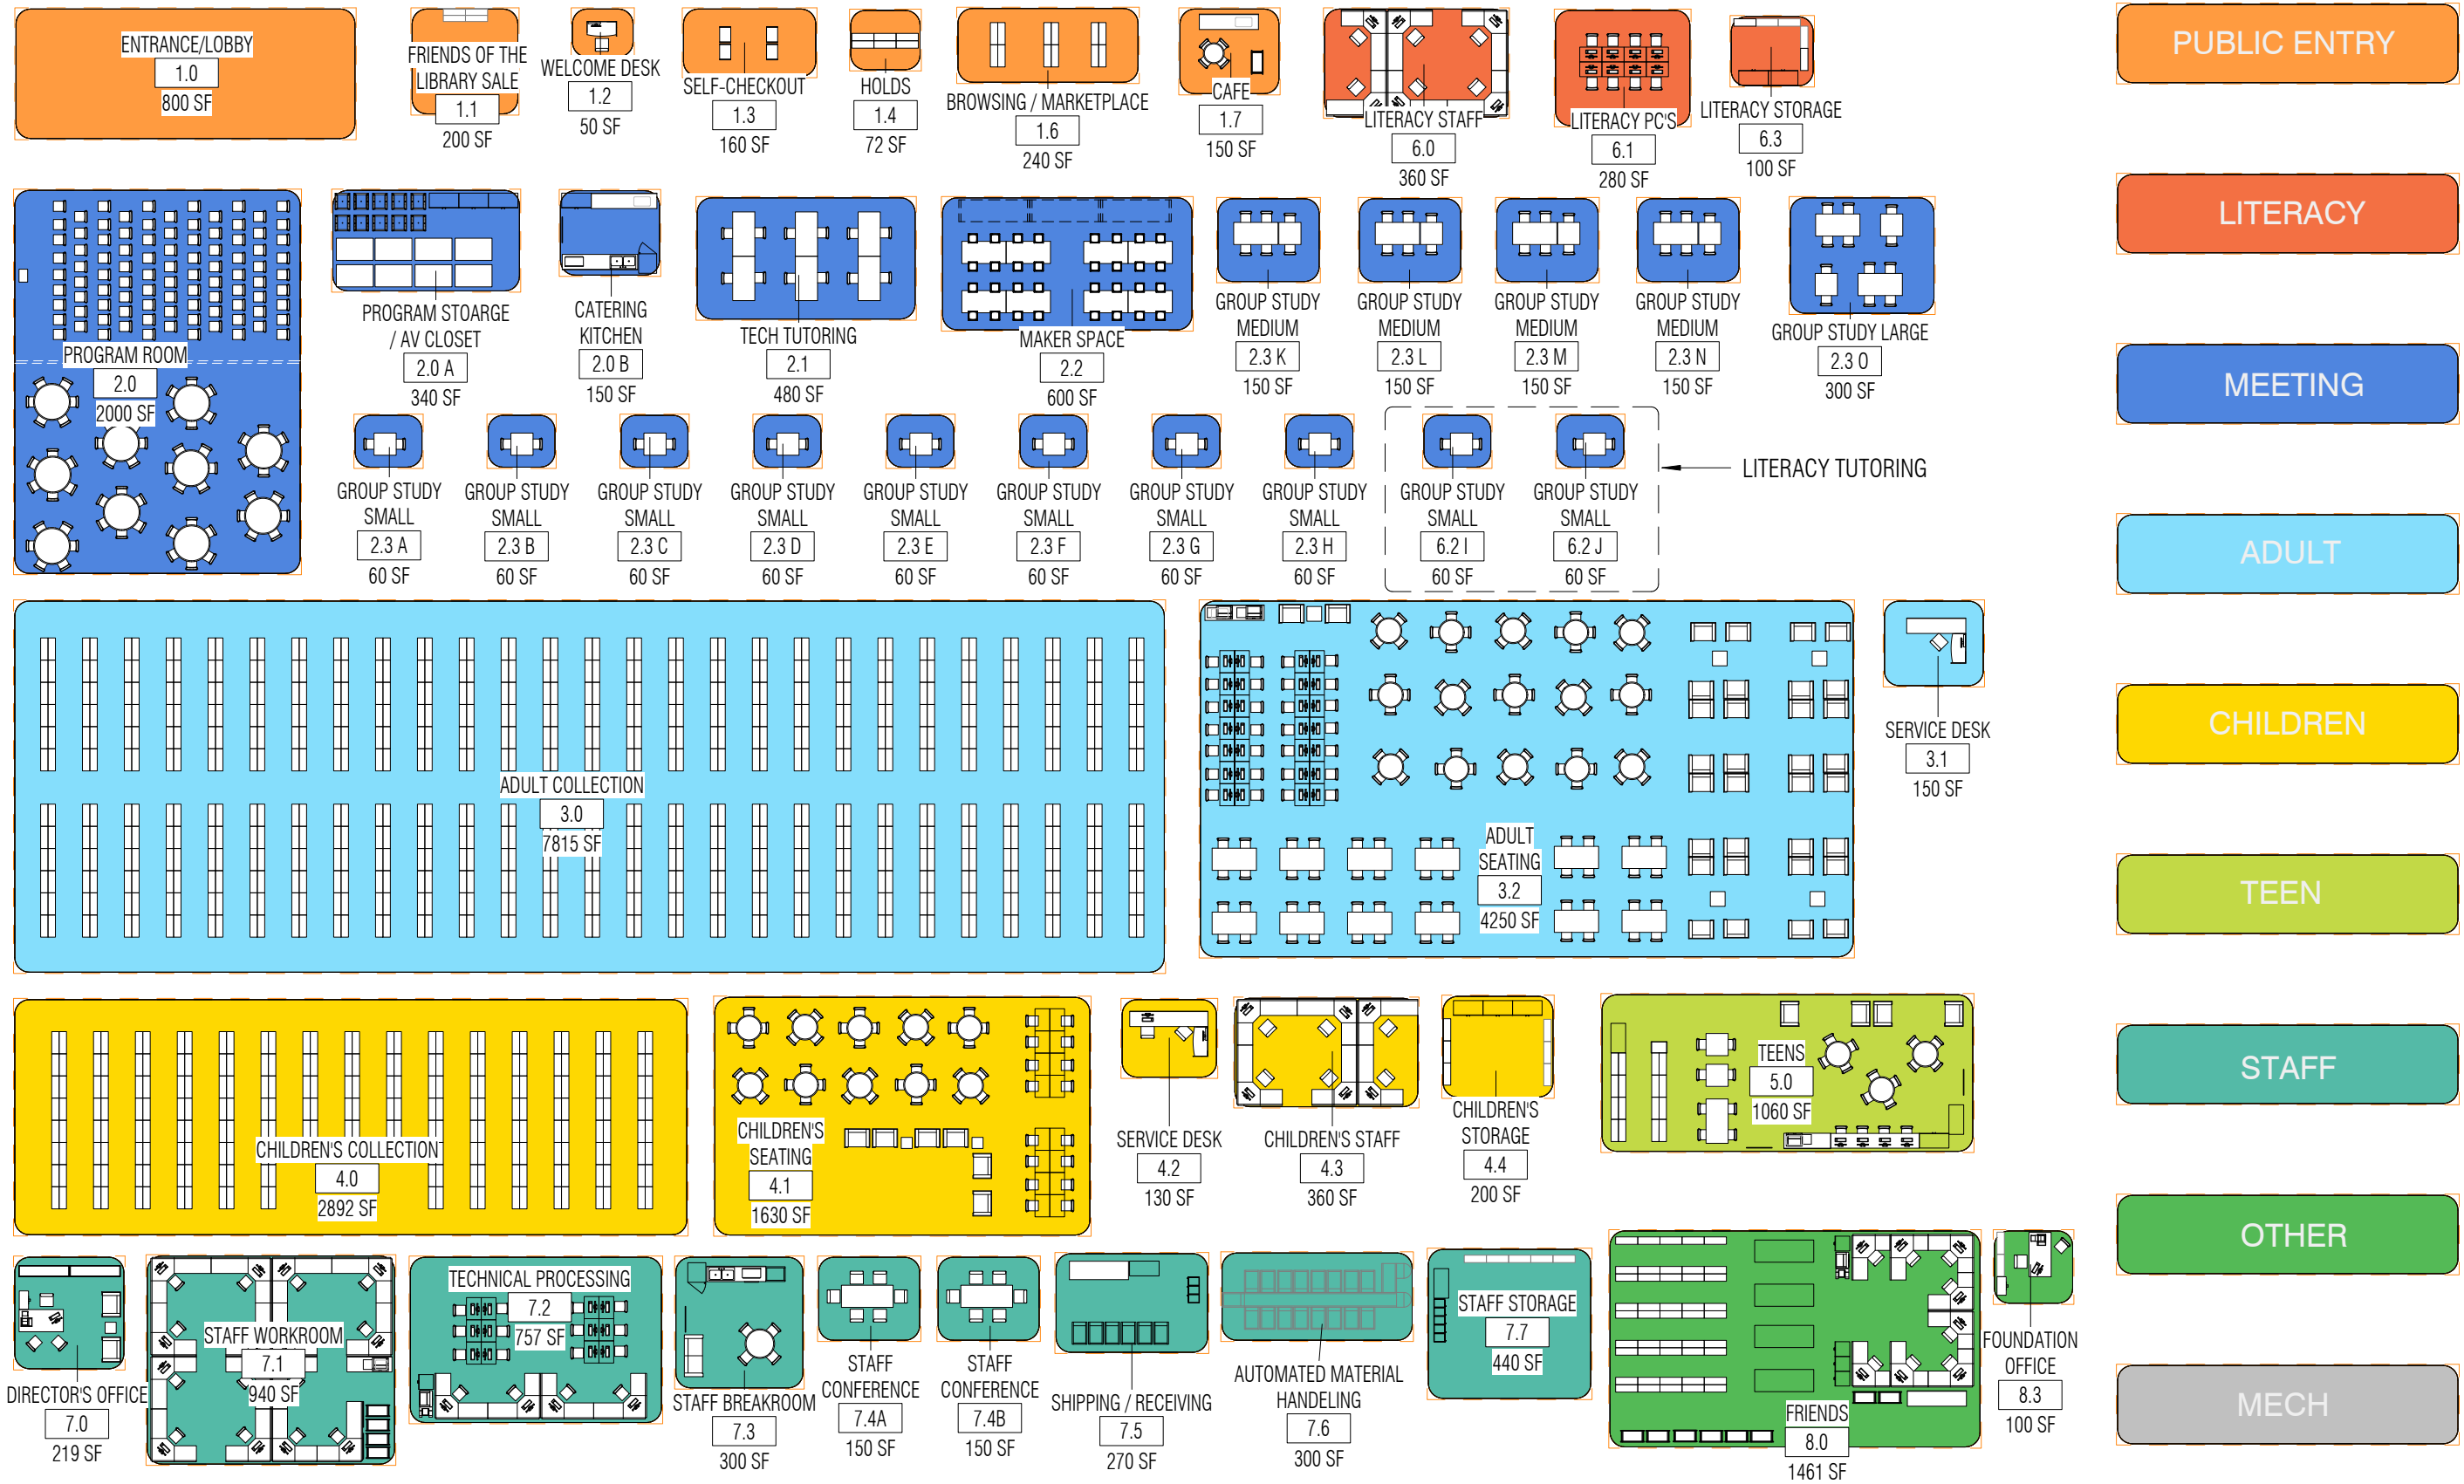 ENTRANCE/LOBBY
1.0
800 SF
FRIENDS OF THE
LIBRARY SALE
1.1
200 SF
WELCOME DESK
1.2
50 SF
SELF-CHECKOUT
1.3
160 SF
HOLDS
1.4
72 SF
BROWSING / MARKETPLACE
1.6
240 SF
CAFE
1.7
150 SF
LITERACY STAFF
6.0
360 SF
LITERACY PC'S
6.1
280 SF
LITERACY STORAGE
6.3
100 SF
PUBLIC ENTRY
LITERACY
PROGRAM ROOM
2.0
2000 SF
PROGRAM STOARGE
/ AV CLOSET
2.0 A
340 SF
CATERING
KITCHEN
2.0 B
150 SF
TECH TUTORING
2.1
480 SF
MAKER SPACE
2.2
600 SF
GROUP STUDY
MEDIUM
2.3 K
150 SF
GROUP STUDY
MEDIUM
2.3 L
150 SF
GROUP STUDY
MEDIUM
2.3 M
150 SF
GROUP STUDY
MEDIUM
2.3 N
150 SF
GROUP STUDY LARGE
2.3 O
300 SF
MEETING
GROUP STUDY
SMALL
2.3 A
60 SF
GROUP STUDY
SMALL
2.3 B
60 SF
GROUP STUDY
SMALL
2.3 C
60 SF
GROUP STUDY
SMALL
2.3 D
60 SF
GROUP STUDY
SMALL
2.3 E
60 SF
GROUP STUDY
SMALL
2.3 F
60 SF
GROUP STUDY
SMALL
2.3 G
60 SF
GROUP STUDY
SMALL
2.3 H
60 SF
GROUP STUDY
SMALL
6.2 I
60 SF
GROUP STUDY
SMALL
6.2 J
60 SF
LITERACY TUTORING
ADULT
ADULT COLLECTION
3.0
7815 SF
ADULT
SEATING
3.2
4250 SF
SERVICE DESK
3.1
150 SF
CHILDREN
TEEN
CHILDREN'S COLLECTION
4.0
2892 SF
CHILDREN'S
SEATING
4.1
1630 SF
SERVICE DESK
4.2
130 SF
CHILDREN'S STAFF
4.3
360 SF
CHILDREN'S
STORAGE
4.4
200 SF
TEENS
5.0
1060 SF
STAFF
OTHER
DIRECTOR'S OFFICE
7.0
219 SF
STAFF WORKROOM
7.1
940 SF
TECHNICAL PROCESSING
7.2
757 SF
STAFF BREAKROOM
7.3
300 SF
STAFF
CONFERENCE
7.4A
150 SF
STAFF
CONFERENCE
7.4B
150 SF
SHIPPING / RECEIVING
7.5
270 SF
AUTOMATED MATERIAL
HANDELING
7.6
300 SF
STAFF STORAGE
7.7
440 SF
FRIENDS
8.0
1461 SF
FOUNDATION
OFFICE
8.3
100 SF
MECH